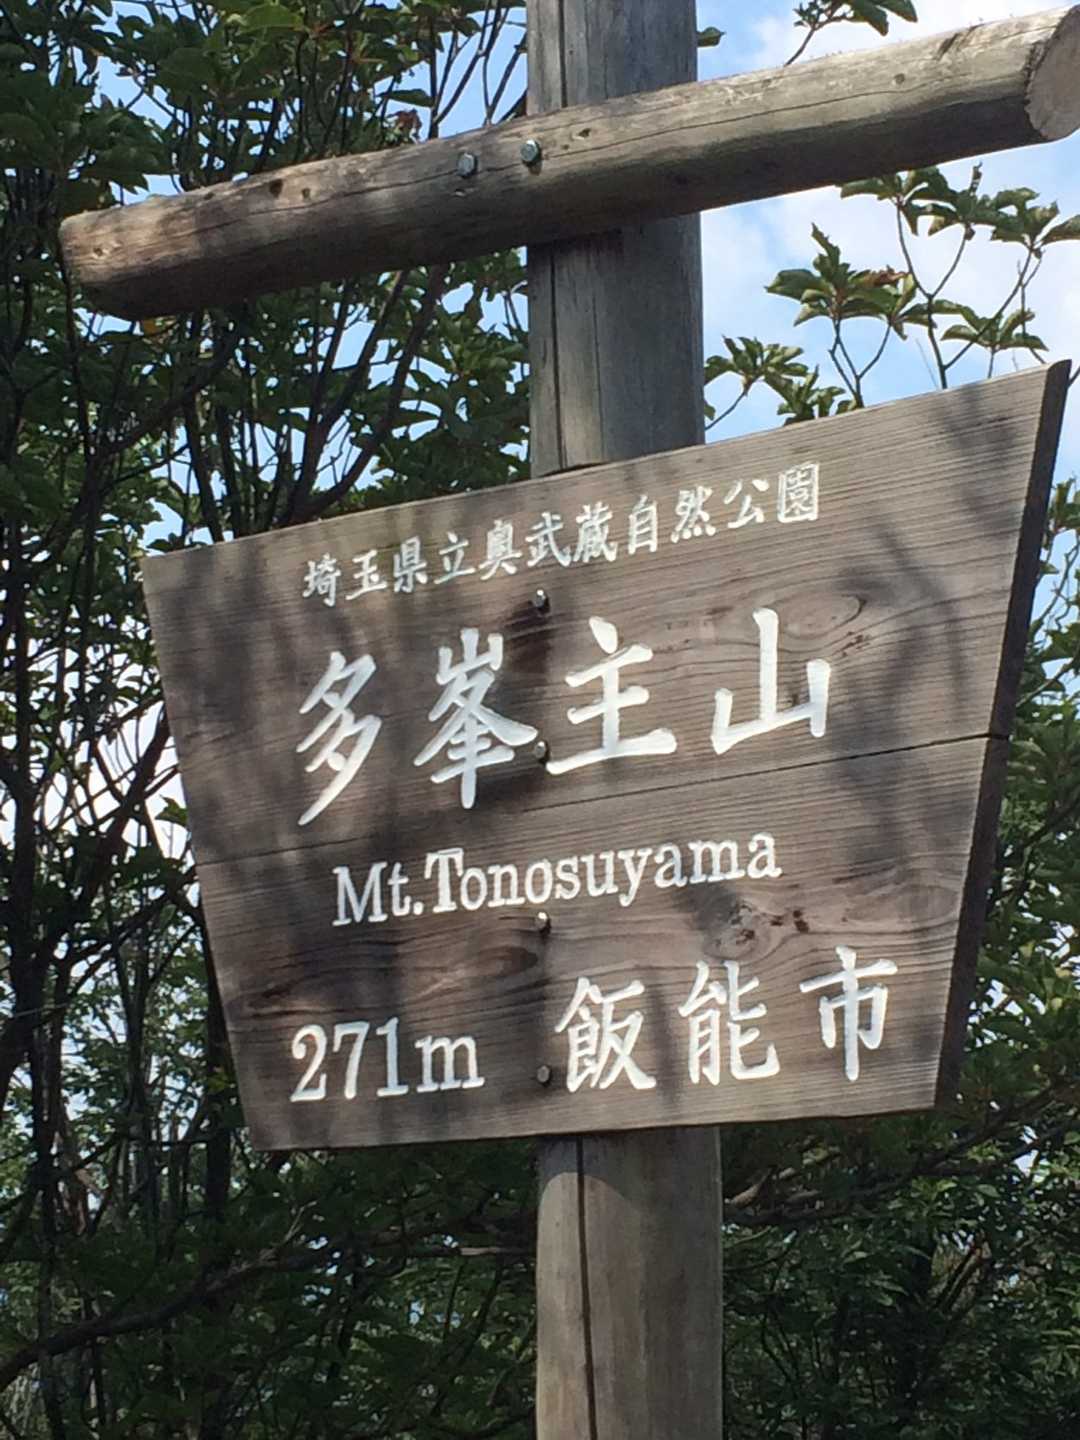 埼玉県立奥武蔵自然公園
多峯主山
Mt.Tonosuyama
271m 飯能市